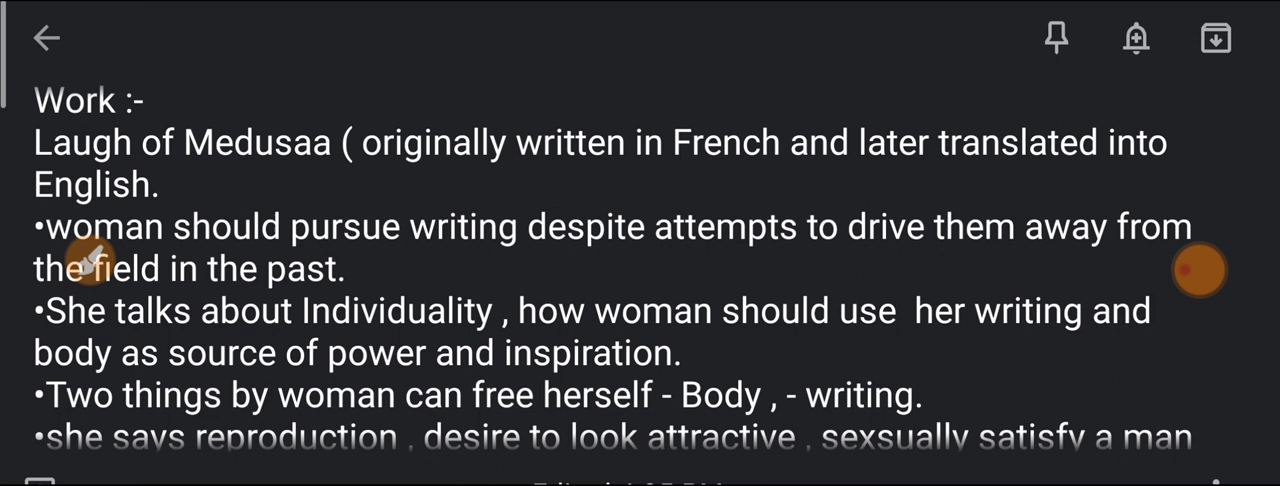 Work :-
Laugh of Medusaa ( originally written in French and later translated into
English.
•woman should pursue writing despite attempts to drive them away from
the field in the past.
•She talks about Individuality , how woman should use  her writing and
body as source of power and inspiration.
•Two things by woman can free herself - Body , - writing.
•she says reproduction , desire to look attractive , sexsually satisfy a man